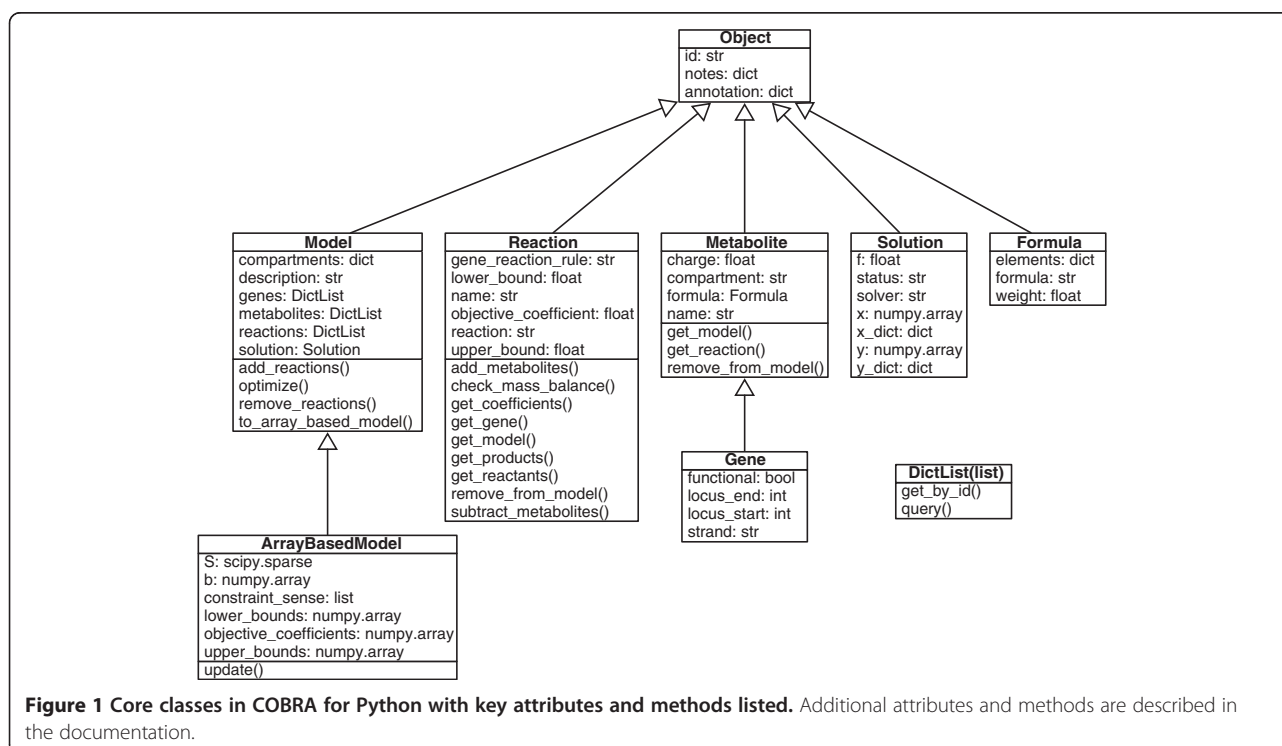 Object
id: str
notes: dict
annotation: dict
Model
compartments: dict
description: str
genes: DictList
metabolites: DictList
reactions: DictList
solution: Solution
add_reactions()
optimize()
remove_reactions()
to_array_based_model()
Reaction
gene_reaction_rule: str
lower_bound: float
name: str
objective_coefficient: float
reaction: str
upper_bound: float
add_metabolites()
check_mass_balance()
get_coefficients()
get_gene()
get_model()
get_products()
get_reactants()
remove_from_model()
subtract_metabolites()
Metabolite
charge: float
compartment: str
formula: Formula
name: str
get_model()
get_reaction()
remove_from_model()
Solution
f: float
status: str
solver: str
x: numpy.array
x_dict: dict
y: numpy.array
y_dict: dict
Formula
elements: dict
formula: str
weight: float
Gene
functional: bool
locus_end: int
locus_start: int
strand: str
DictList(list)
get_by_id()
query()
ArrayBasedModel
S: scipy.sparse
b: numpy.array
constraint_sense: list
lower_bounds: numpy.array
objective_coefficients: numpy.array
upper_bounds: numpy.array
update()
Figure 1 Core classes in COBRA for Python with key attributes and methods listed. Additional attributes and methods are described in
the documentation.